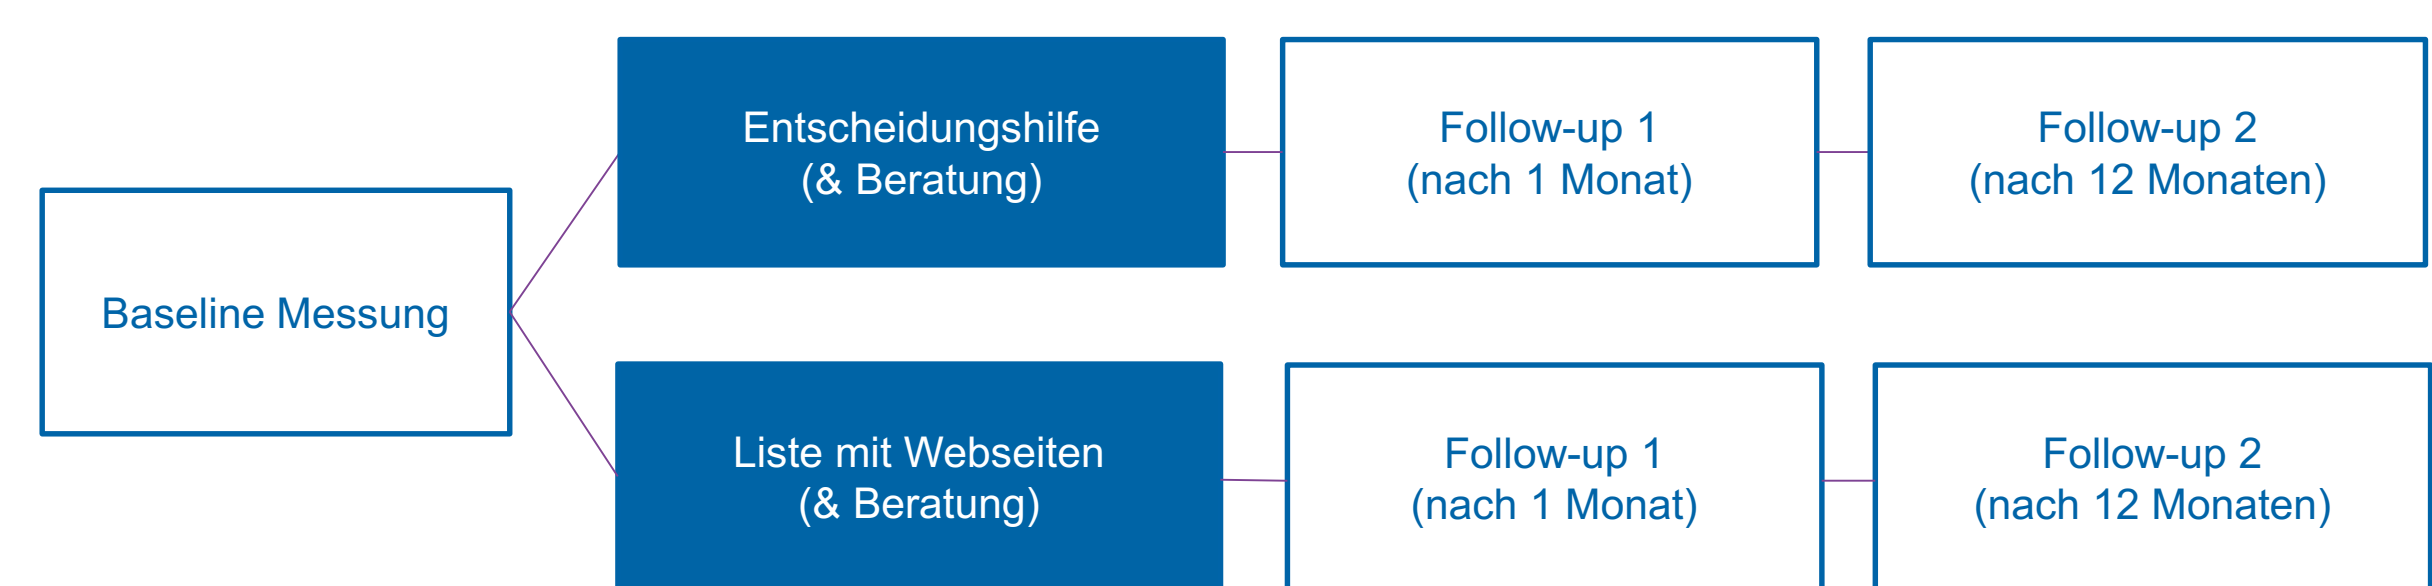 Entscheidungshilfe
(& Beratung)
Follow-up 1
(nach 1 Monat)
Follow-up 2
(nach 12 Monaten)
Baseline Messung
Liste mit Webseiten
(& Beratung)
Follow-up 1
(nach 1 Monat)
Follow-up 2
(nach 12 Monaten)